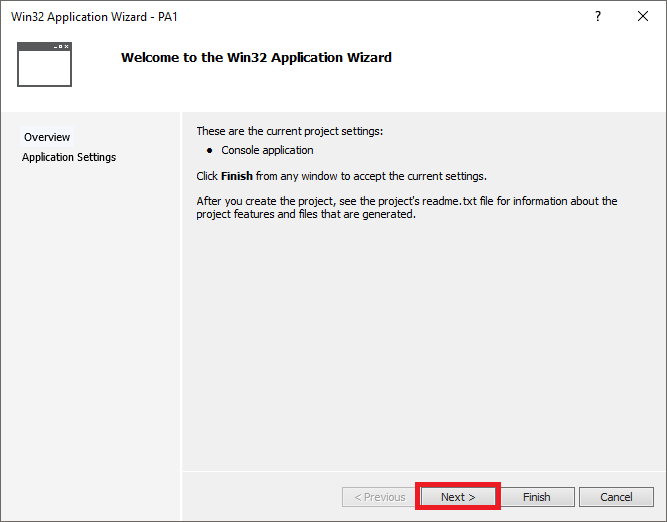 Win32 Application Wizard - PA1
?
Welcome to the Win32 Application Wizard
Overview
Application Settings
These are the current project settings:
• Console application
Click Finish from any window to accept the current settings.
After you create the project, see the project's readme.txt file for information about the
project features and files that are generated.
< Previous
Next >
Finish
Cancel